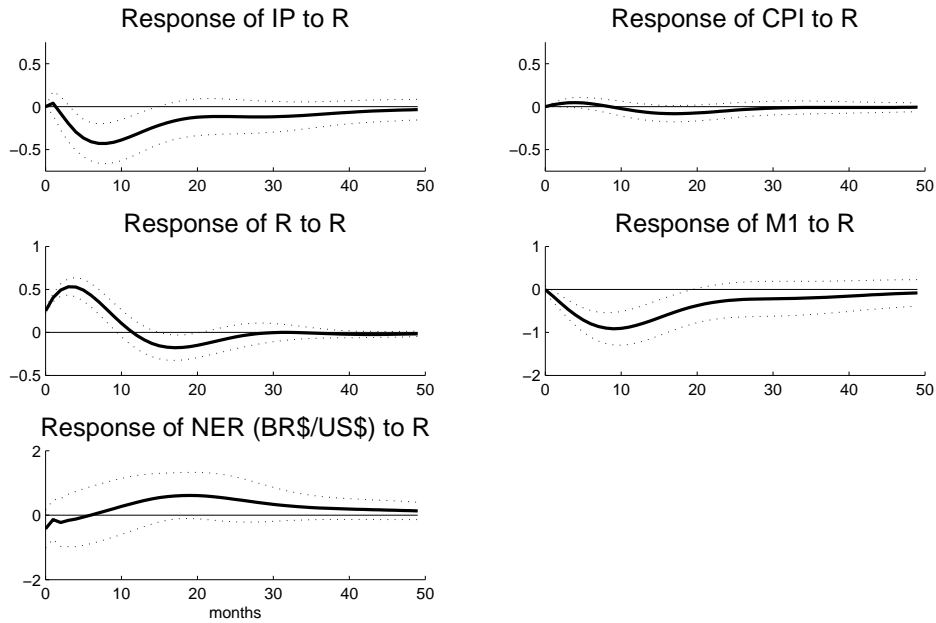 Response of IP to R
0.5
0
−0.5
0 10 20 30 40 50
Response of CPI to R
0.5
0
−0.5
0 10 20 30 40 50
Response of R to R
1
0.5
0
−0.5
0 10 20 30 40 50
Response of M1 to R
1
0
−1
−2
0 10 20 30 40 50
Response of NER (BR$/US$) to R
2
0
−2
0 10 20 30 40 50
months